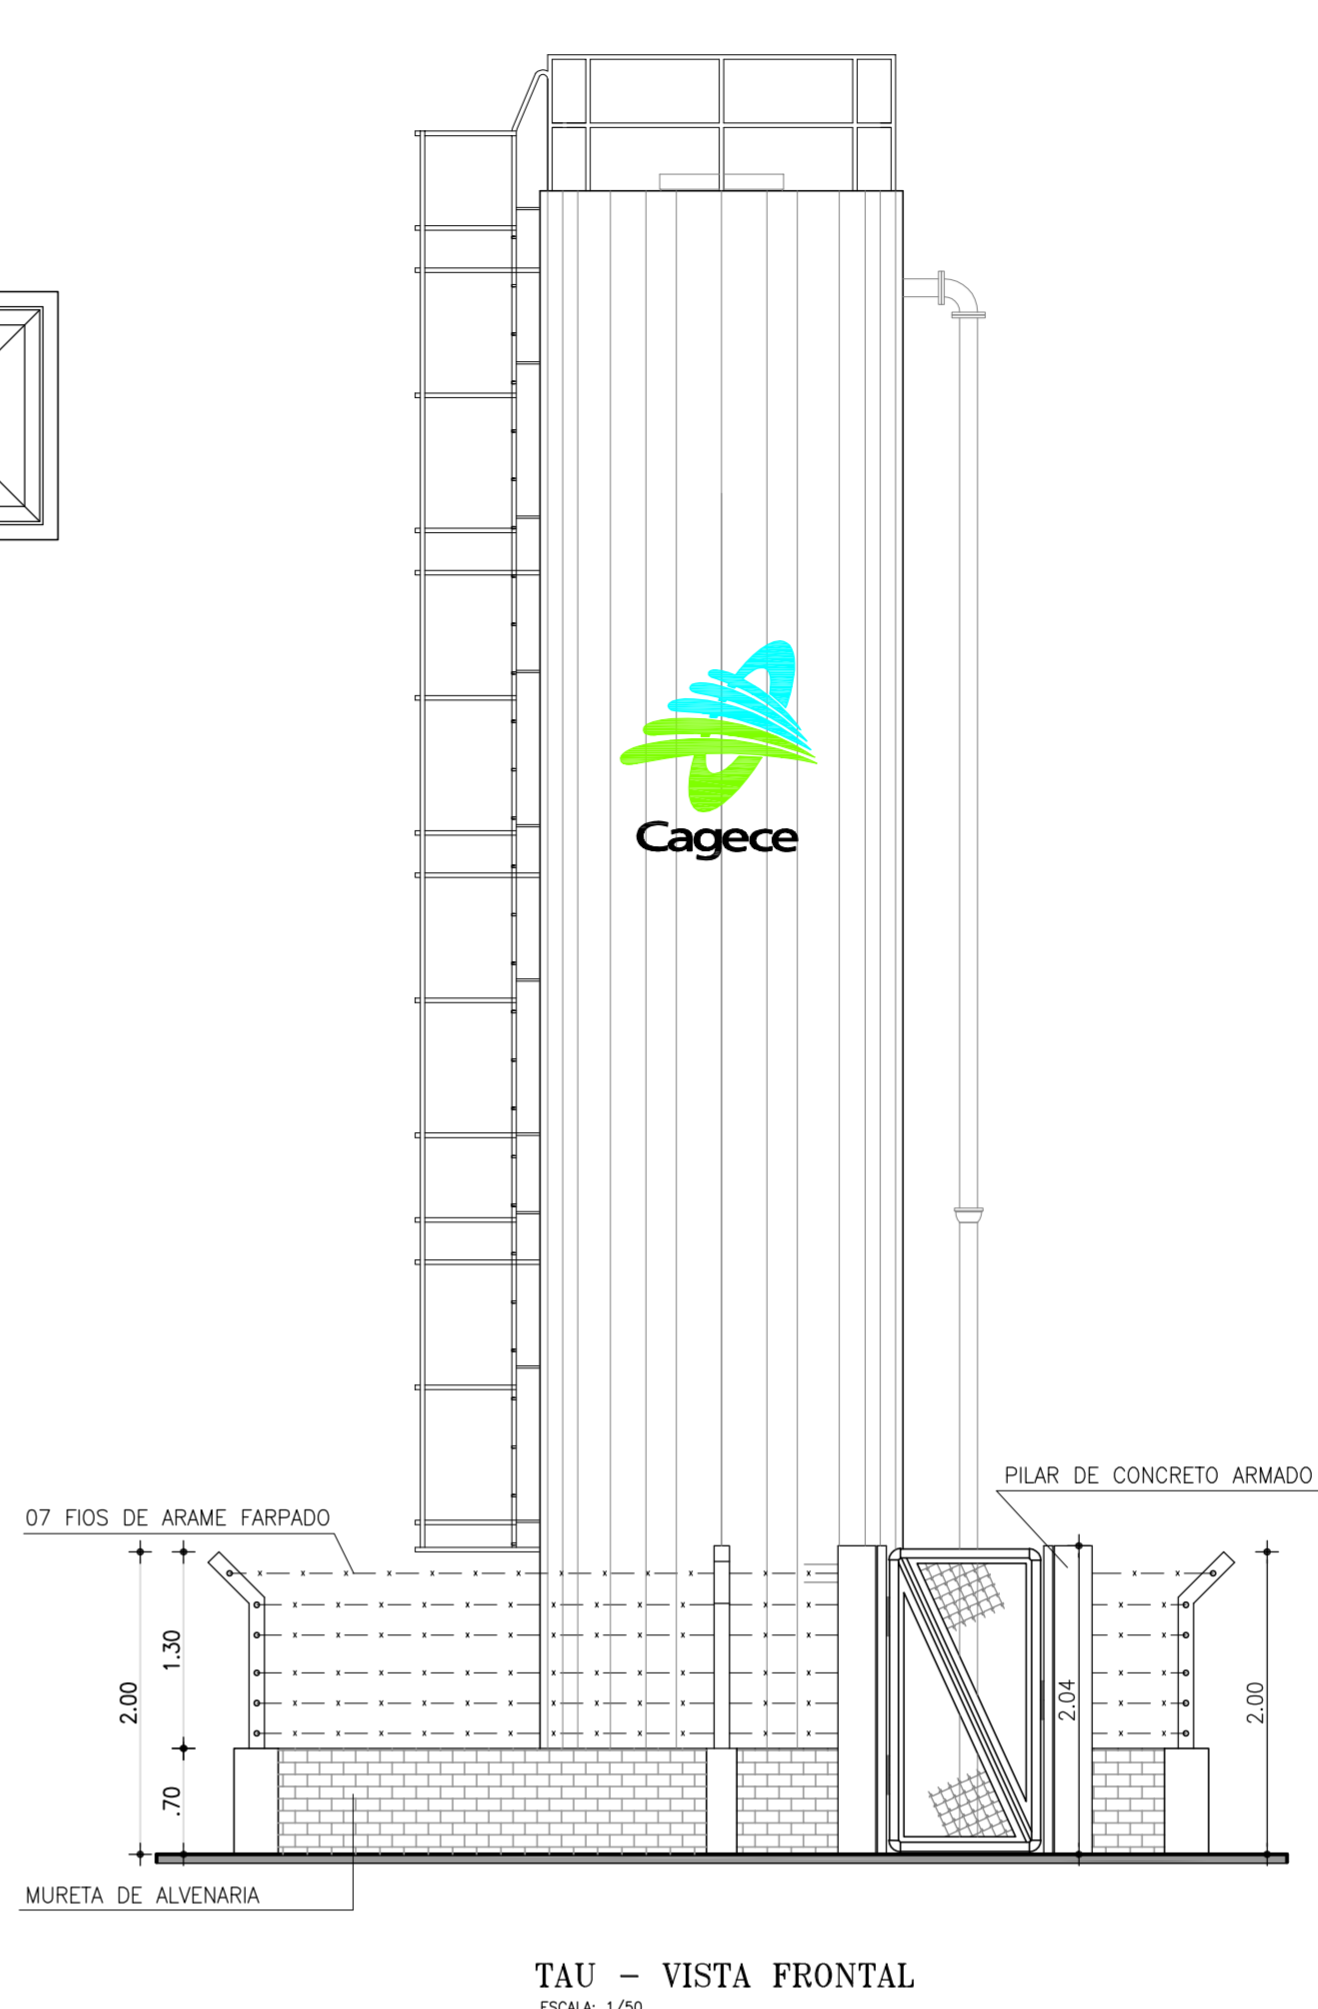 Cagece
PILAR DE CONCRETO ARMADO
07 FIOS DE ARAME FARPADO
1.30
2.00
.70
2.04
2.00
MURETA DE ALVENARIA
TAU - VISTA FRONTAL
ESCALA: 1/50